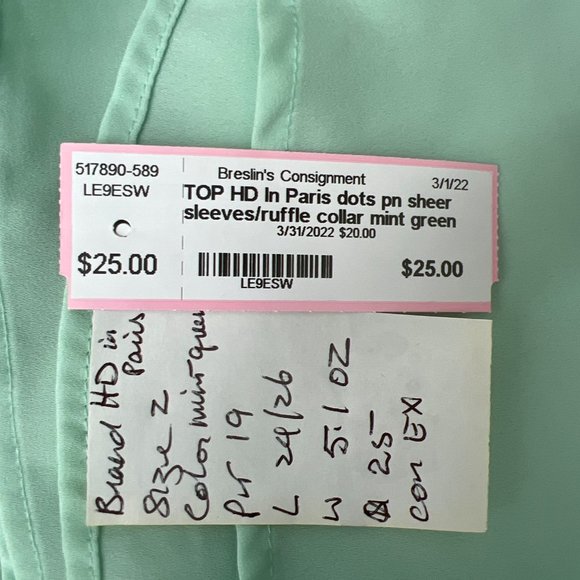 517890-589
LE9ESW
$25.00
Breslin's Consignment 3/1/22
TOP HD In Paris dots pn sheer
sleeves/ruffle collar mint green
3/31/2022 $20.00
LE9ESW
$25.00
Brand HD in
Paris
Size 2
Color mint green
19
L 24/26
W 5.1 OZ
25
con EX